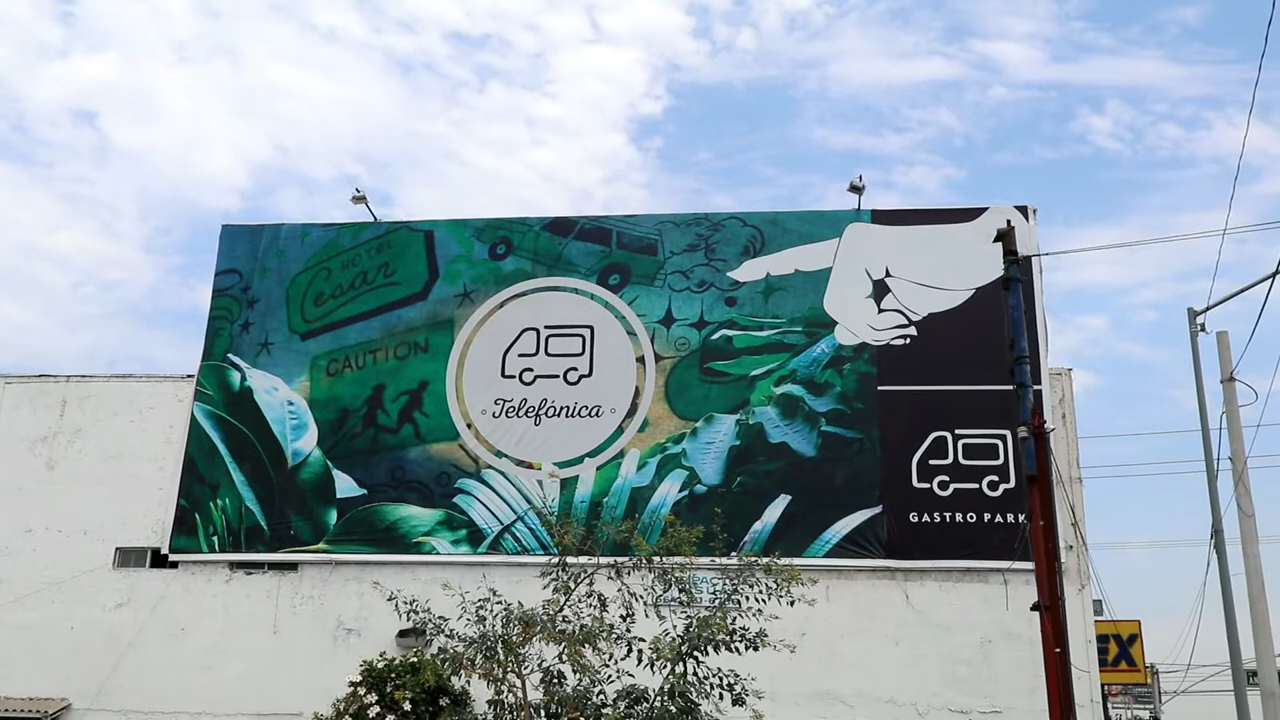 HOTEL
Cesar
CAUTION
· Telefónica ·
GASTRO PARK
EX